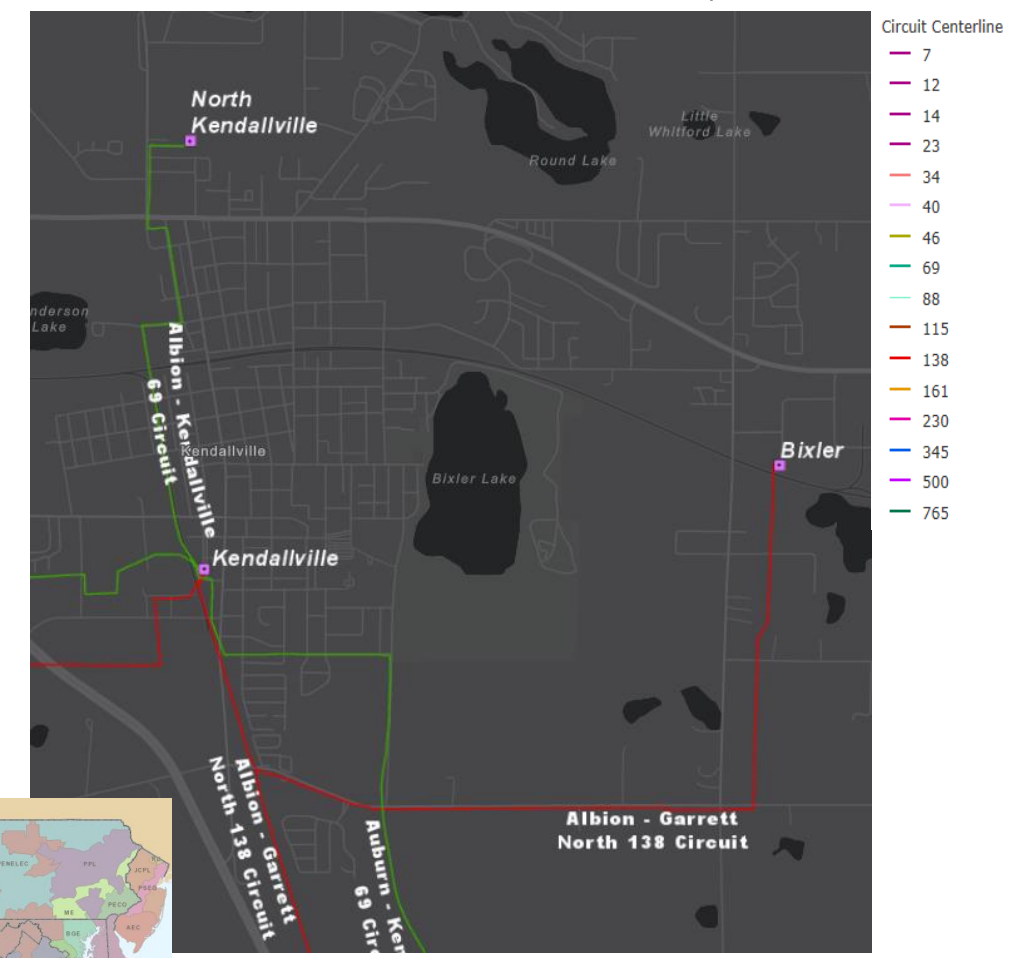 Circuit Centerline
7
12
14
23
34
40
46
69
88
115
138
161
230
345
500
765
North
Kendallville
Little
Whitford Lake
Round Lake
nderson
Lake
Albion - Kendallville
69 Circuit
Kendallville
Bixler
Bixler Lake
Kendallville
Albion - Garrett
North 138 Circuit
Albion - Garrett
North 138 Circuit
Auburn - Ken
69 Circ
PENELEC
PPL
JCPL
PSEG
PECO
ME
BGE
AEC